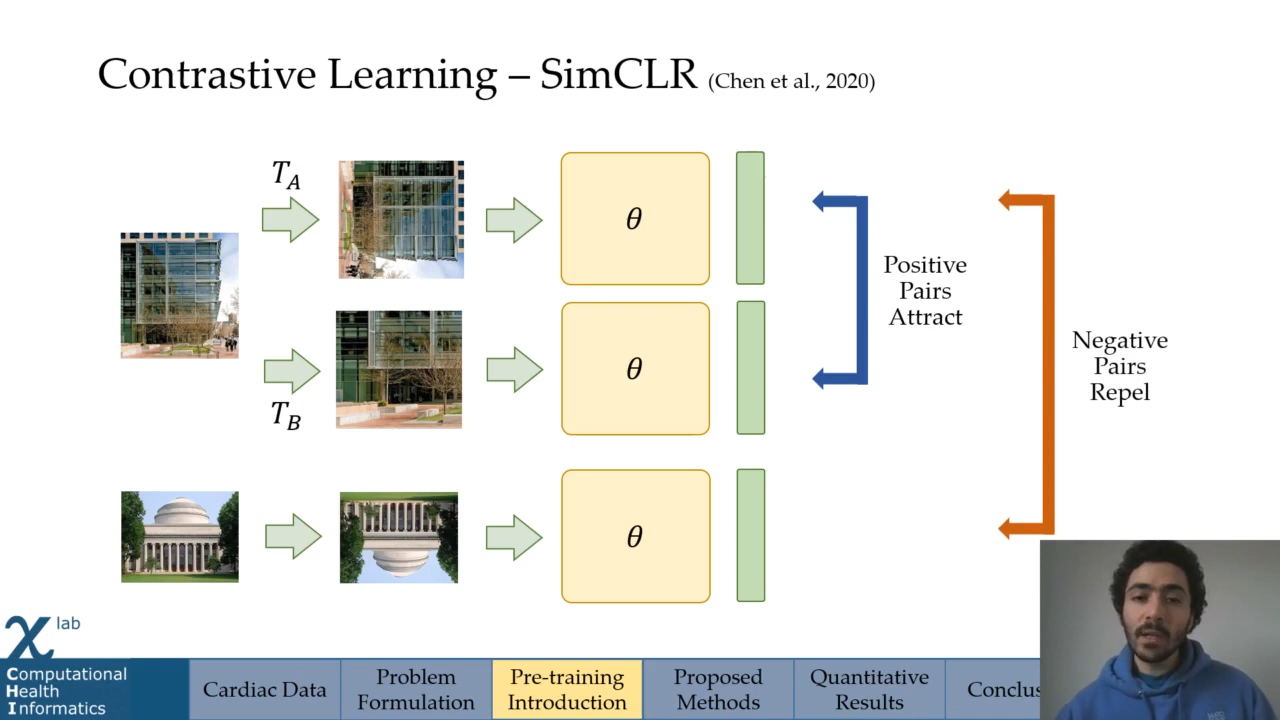 Contrastive Learning – SimCLR (Chen et al., 2020)
T_A
θ
Positive
Pairs
Attract
Negative
Pairs
Repel
θ
T_B
θ
χ lab
Computational
Health
Informatics
Cardiac Data
Problem
Formulation
Pre-training
Introduction
Proposed
Methods
Quantitative
Results
Conclus